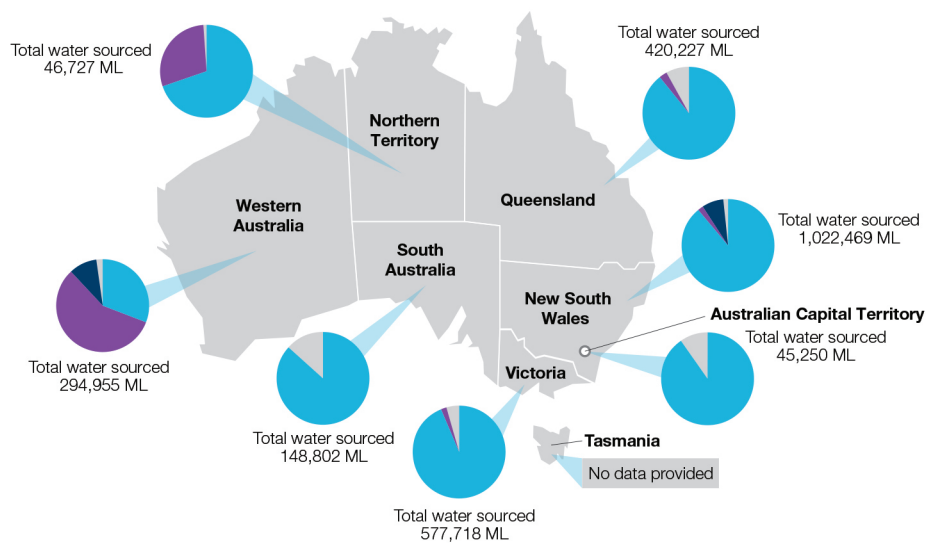 Total water sourced
46,727 ML
Total water sourced
420,227 ML
Northern
Territory
Queensland
Western
Australia
South
Australia
Total water sourced
1,022,469 ML
New South
Wales
Australian Capital Territory
Total water sourced
45,250 ML
Total water sourced
294,955 ML
Victoria
Total water sourced
148,802 ML
Tasmania
No data provided
Total water sourced
577,718 ML